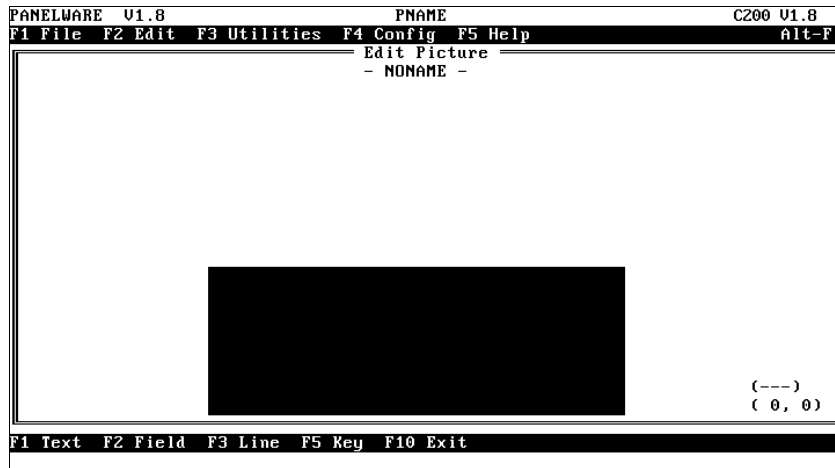 PANELWARE V1.8 PNAME C200 V1.8
F1 File F2 Edit F3 Utilities F4 Config F5 Help Alt-F
Edit Picture
- NONAME -
(---)
( 0, 0)
F1 Text F2 Field F3 Line F5 Key F10 Exit